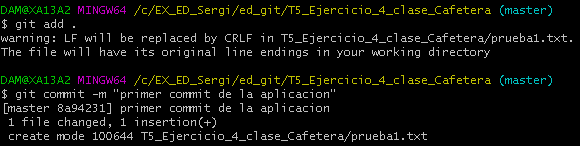 DAM@XA13A2 MINGW64 /c/EX_ED_Sergi/ed_git/T5_Ejercicio_4_clase_Cafetera (master)
$ git add .
warning: LF will be replaced by CRLF in T5_Ejercicio_4_clase_Cafetera/prueba1.txt.
The file will have its original line endings in your working directory
DAM@XA13A2 MINGW64 /c/EX_ED_Sergi/ed_git/T5_Ejercicio_4_clase_Cafetera (master)
$ git commit -m "primer commit de la aplicacion"
[master 8a94231] primer commit de la aplicacion
1 file changed, 1 insertion(+)
create mode 100644 T5_Ejercicio_4_clase_Cafetera/prueba1.txt